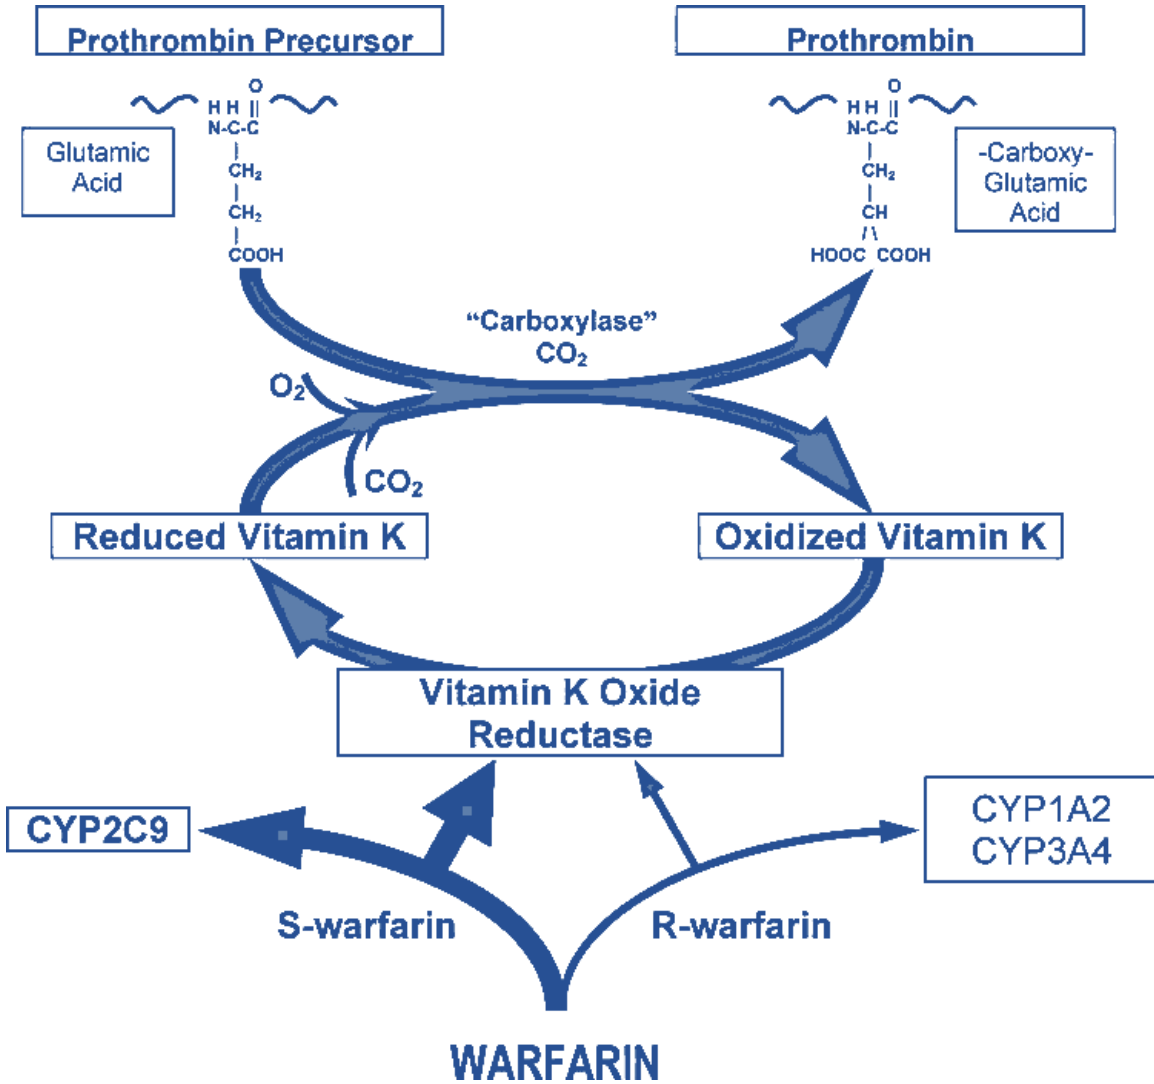 Prothrombin Precursor
Prothrombin
O
H H ||
N-C-C
CH₂
CH₂
COOH
Glutamic
Acid
O
H H ||
N-C-C
CH₂
CH
HOOC COOH
-Carboxy-
Glutamic
Acid
“Carboxylase”
CO₂
O₂
CO₂
Reduced Vitamin K
Oxidized Vitamin K
Vitamin K Oxide
Reductase
CYP2C9
CYP1A2
CYP3A4
S-warfarin
R-warfarin
WARFARIN